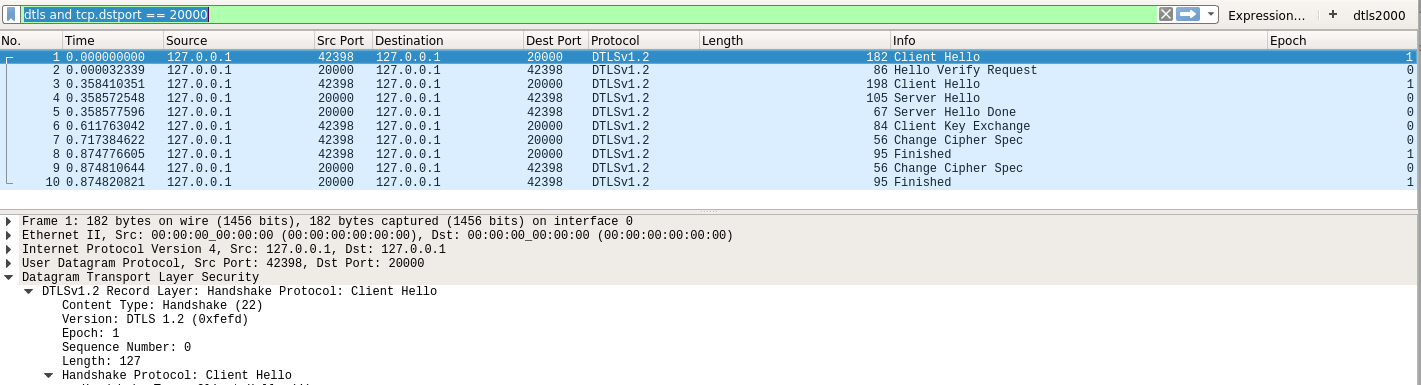 dtls and tcp.dstport == 20000 Expression... + dtls2000
No. Time Source Src Port Destination Dest Port Protocol Length Info Epoch
1 0.000000000 127.0.0.1 42398 127.0.0.1 20000 DTLSv1.2 182 Client Hello 1
2 0.000032339 127.0.0.1 20000 127.0.0.1 42398 DTLSv1.2 86 Hello Verify Request 0
3 0.358410351 127.0.0.1 42398 127.0.0.1 20000 DTLSv1.2 198 Client Hello 1
4 0.358572548 127.0.0.1 20000 127.0.0.1 42398 DTLSv1.2 105 Server Hello 0
5 0.358577596 127.0.0.1 20000 127.0.0.1 42398 DTLSv1.2 67 Server Hello Done 0
6 0.611763042 127.0.0.1 42398 127.0.0.1 20000 DTLSv1.2 84 Client Key Exchange 0
7 0.717384622 127.0.0.1 42398 127.0.0.1 20000 DTLSv1.2 56 Change Cipher Spec 0
8 0.874776605 127.0.0.1 42398 127.0.0.1 20000 DTLSv1.2 95 Finished 1
9 0.874810644 127.0.0.1 20000 127.0.0.1 42398 DTLSv1.2 56 Change Cipher Spec 0
10 0.874820821 127.0.0.1 20000 127.0.0.1 42398 DTLSv1.2 95 Finished 1
Frame 1: 182 bytes on wire (1456 bits), 182 bytes captured (1456 bits) on interface 0
Ethernet II, Src: 00:00:00_00:00:00 (00:00:00:00:00:00), Dst: 00:00:00_00:00:00 (00:00:00:00:00:00)
Internet Protocol Version 4, Src: 127.0.0.1, Dst: 127.0.0.1
User Datagram Protocol, Src Port: 42398, Dst Port: 20000
Datagram Transport Layer Security
DTLSv1.2 Record Layer: Handshake Protocol: Client Hello
Content Type: Handshake (22)
Version: DTLS 1.2 (0xfefd)
Epoch: 1
Sequence Number: 0
Length: 127
Handshake Protocol: Client Hello